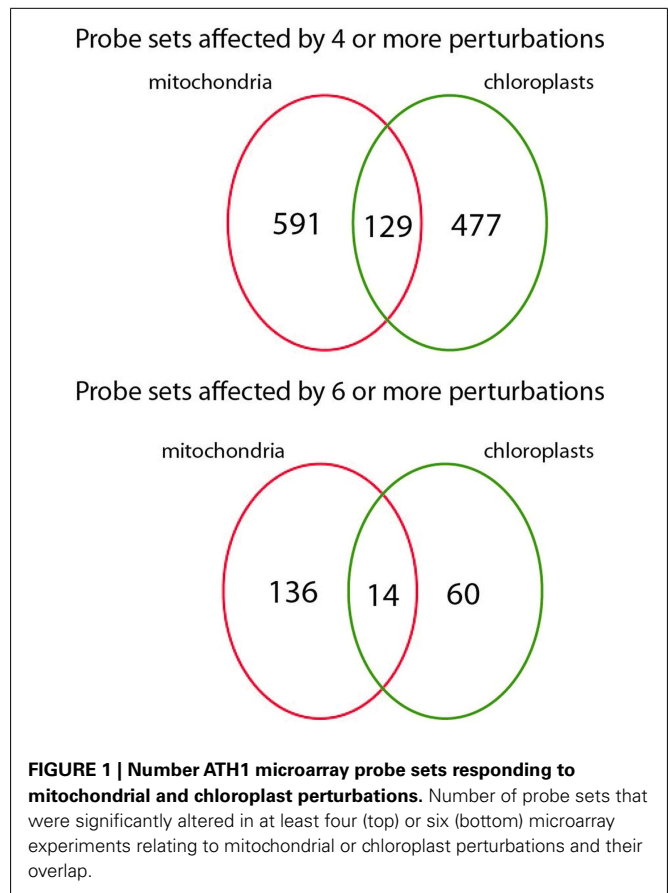 Probe sets affected by 4 or more perturbations
mitochondria chloroplasts
591 129 477
Probe sets affected by 6 or more perturbations
mitochondria chloroplasts
136 14 60
FIGURE 1 | Number ATH1 microarray probe sets responding to
mitochondrial and chloroplast perturbations. Number of probe sets that
were significantly altered in at least four (top) or six (bottom) microarray
experiments relating to mitochondrial or chloroplast perturbations and their
overlap.